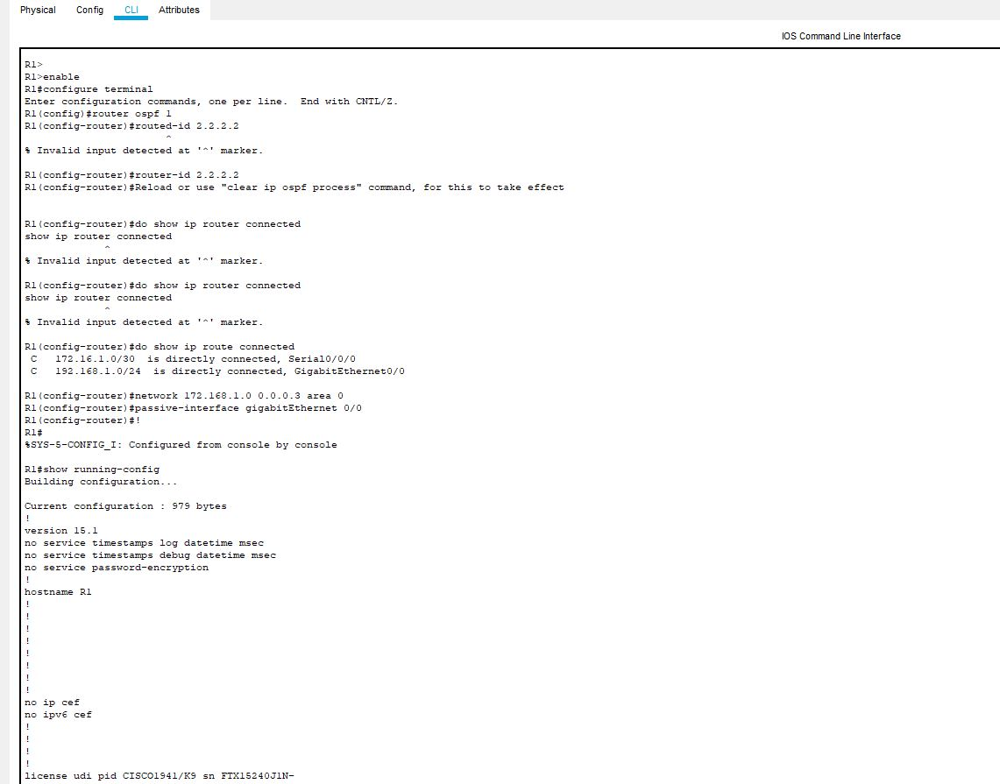 Physical Config CLI Attributes
IOS Command Line Interface
R1>
R1>enable
R1#configure terminal
Enter configuration commands, one per line.  End with CNTL/Z.
R1(config)#router ospf 1
R1(config-router)#routed-id 2.2.2.2
^
% Invalid input detected at '^' marker.
R1(config-router)#router-id 2.2.2.2
R1(config-router)#Reload or use "clear ip ospf process" command, for this to take effect
R1(config-router)#do show ip router connected
show ip router connected
^
% Invalid input detected at '^' marker.
R1(config-router)#do show ip router connected
show ip router connected
^
% Invalid input detected at '^' marker.
R1(config-router)#do show ip route connected
C   172.16.1.0/30  is directly connected, Serial0/0/0
C   192.168.1.0/24  is directly connected, GigabitEthernet0/0
R1(config-router)#network 172.168.1.0 0.0.0.3 area 0
R1(config-router)#passive-interface gigabitEthernet 0/0
R1(config-router)#!
R1#
%SYS-5-CONFIG_I: Configured from console by console
R1#show running-config
Building configuration...
Current configuration : 979 bytes
!
version 15.1
no service timestamps log datetime msec
no service timestamps debug datetime msec
no service password-encryption
!
hostname R1
!
!
!
!
!
!
!
!
no ip cef
no ipv6 cef
!
!
!
!
license udi pid CISCO1941/K9 sn FTX15240J1N-